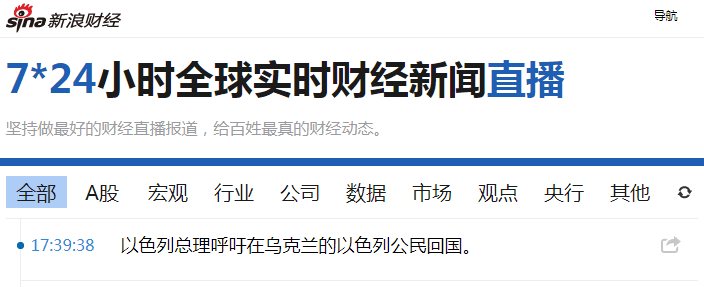 sina 新浪财经
导航
7*24小时全球实时财经新闻直播
坚持做最好的财经直播报道，给百姓最真的财经动态。
全部 A股 宏观 行业 公司 数据 市场 观点 央行 其他
17:39:38 以色列总理呼吁在乌克兰的以色列公民回国。